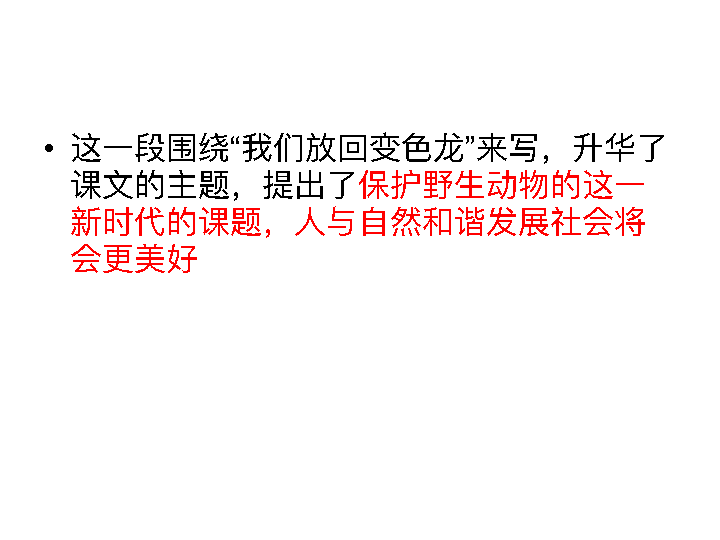 • 这一段围绕“我们放回变色龙”来写，升华了
课文的主题，提出了保护野生动物的这一
新时代的课题，人与自然和谐发展社会将
会更美好